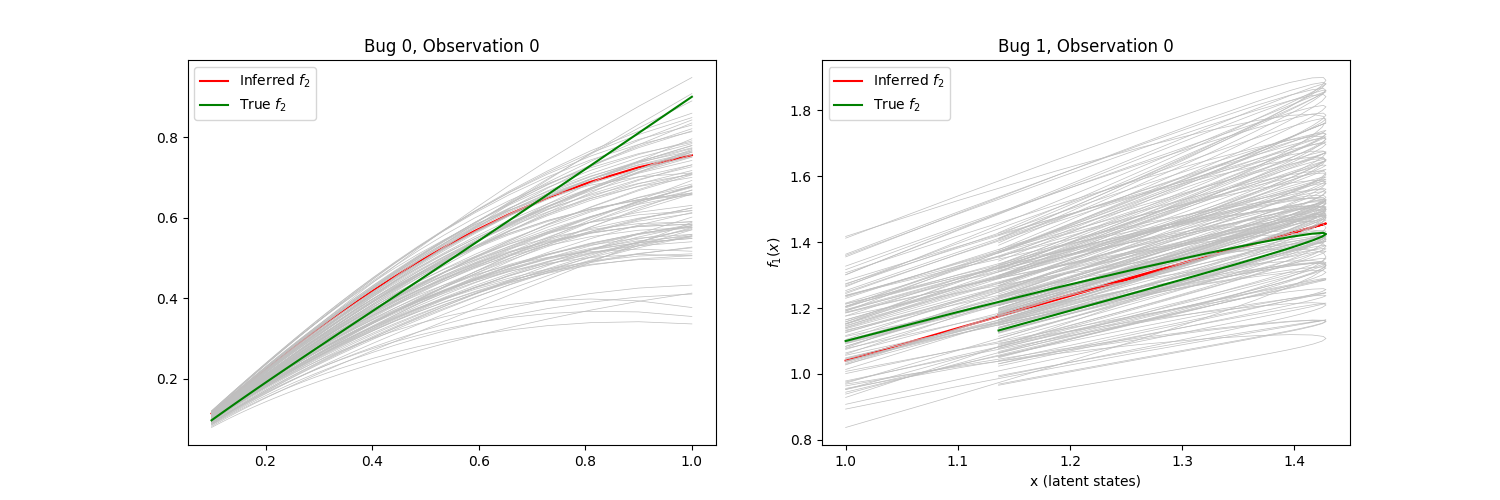 Bug 0, Observation 0
Inferred f₂
True f₂
0.8
0.6
0.4
0.2
0.2 0.4 0.6 0.8 1.0
Bug 1, Observation 0
Inferred f₂
True f₂
f₁(x)
1.8
1.6
1.4
1.2
1.0
0.8
1.0 1.1 1.2 1.3 1.4
x (latent states)